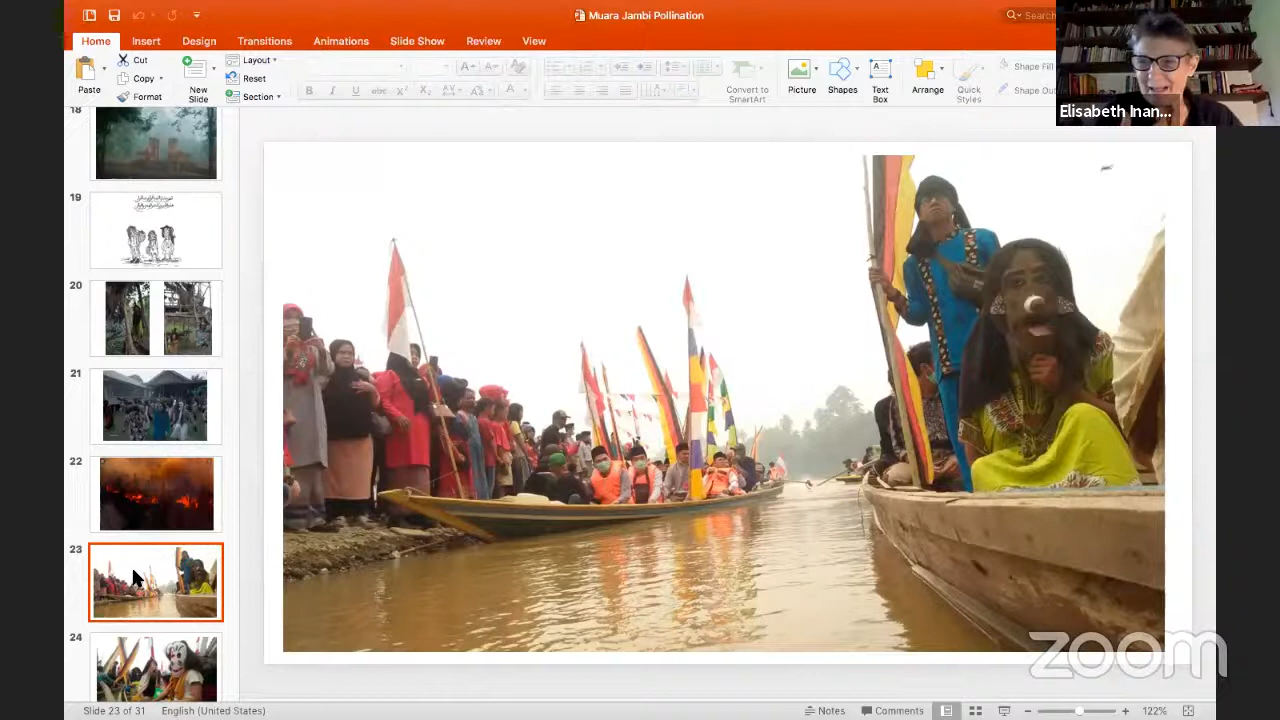 Muara Jambi Pollination
Search
Home Insert Design Transitions Animations Slide Show Review View
Paste
Cut
Copy
Format
New
Slide
Layout
Reset
Section
Convert to
SmartArt
Picture
Shapes
Text
Box
Arrange
Quick
Styles
Shape Fill
Shape Ou
Elisabeth Inan...
18
19
20
21
22
23
24
zoom
Slide 23 of 31 English (United States)
Notes Comments 122%